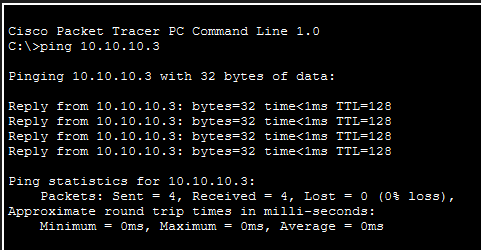 Cisco Packet Tracer PC Command Line 1.0
C:\>ping 10.10.10.3
Pinging 10.10.10.3 with 32 bytes of data:
Reply from 10.10.10.3: bytes=32 time<1ms TTL=128
Reply from 10.10.10.3: bytes=32 time<1ms TTL=128
Reply from 10.10.10.3: bytes=32 time<1ms TTL=128
Reply from 10.10.10.3: bytes=32 time<1ms TTL=128
Ping statistics for 10.10.10.3:
Packets: Sent = 4, Received = 4, Lost = 0 (0% loss),
Approximate round trip times in milli-seconds:
Minimum = 0ms, Maximum = 0ms, Average = 0ms